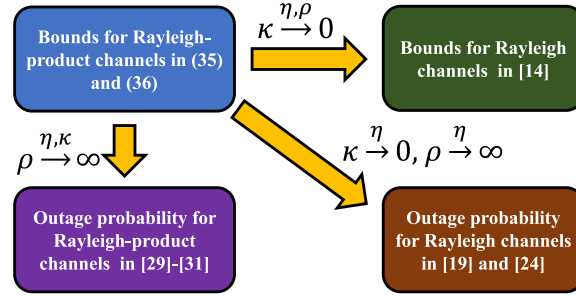 Bounds for Rayleigh-
product channels in (35)
and (36)
κ →^{η,ρ} 0
Bounds for Rayleigh
channels in [14]
ρ →^{η,κ} ∞
κ →^{η} 0, ρ →^{η} ∞
Outage probability for
Rayleigh-product
channels in [29]-[31]
Outage probability
for Rayleigh channels
in [19] and [24]